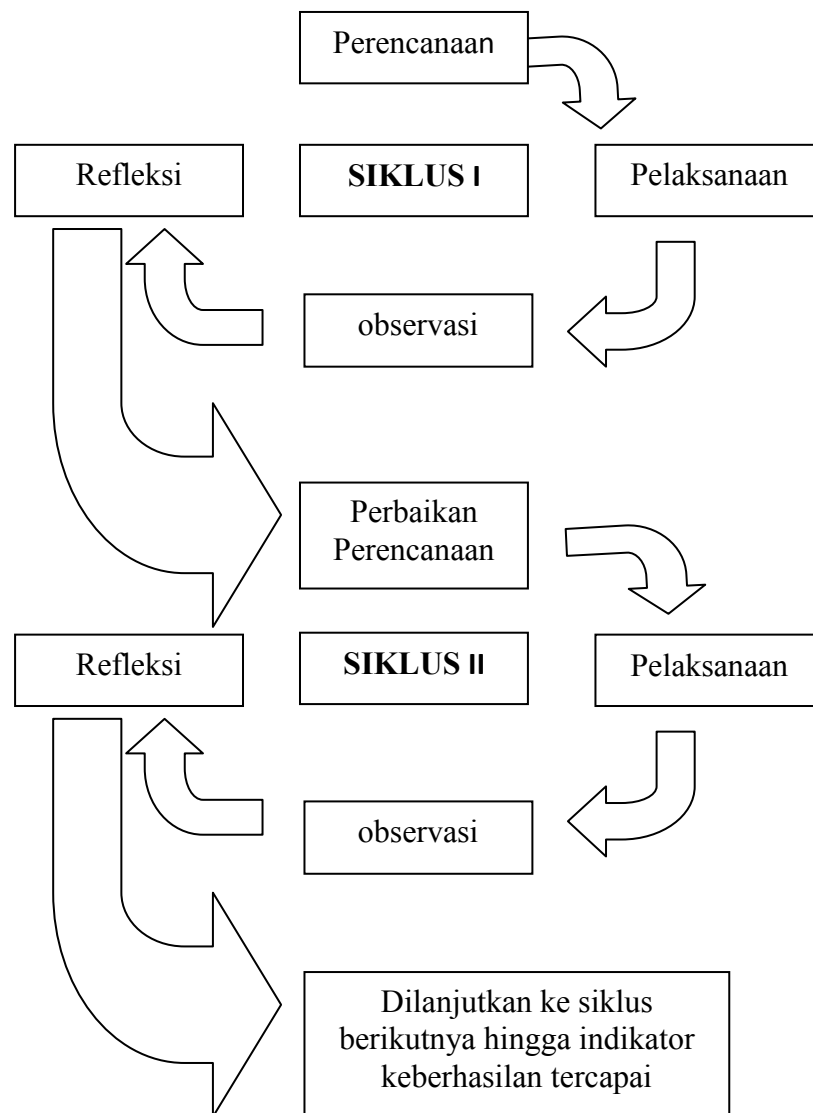 Perencanaan
Refleksi
SIKLUS I
Pelaksanaan
observasi
Perbaikan
Perencanaan
Refleksi
SIKLUS II
Pelaksanaan
observasi
Dilanjutkan ke siklus
berikutnya hingga indikator
keberhasilan tercapai